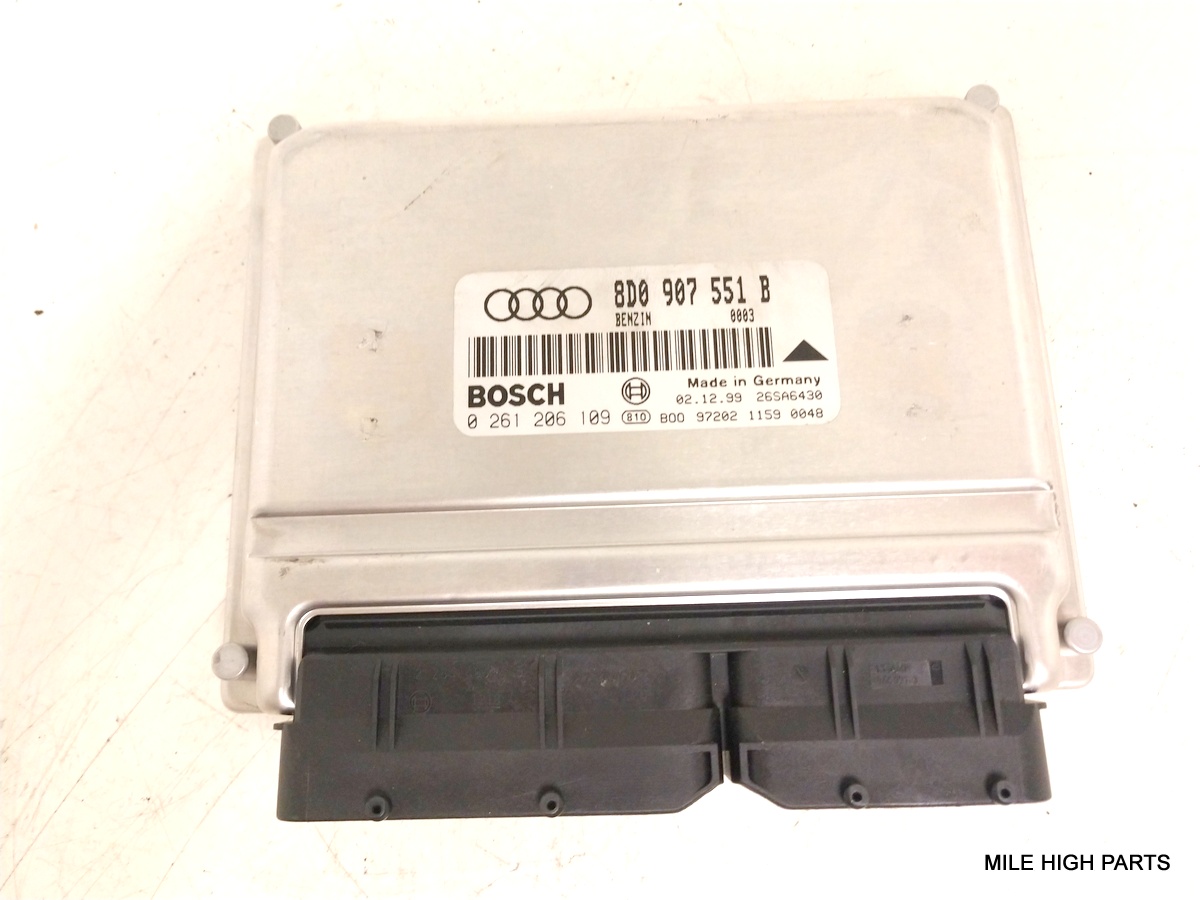 8D0 907 551 B
BENZIN 0003
BOSCH Made in Germany
02.12.99 26SA6430
0 261 206 109 810 B00 97202 1159 0048
MILE HIGH PARTS